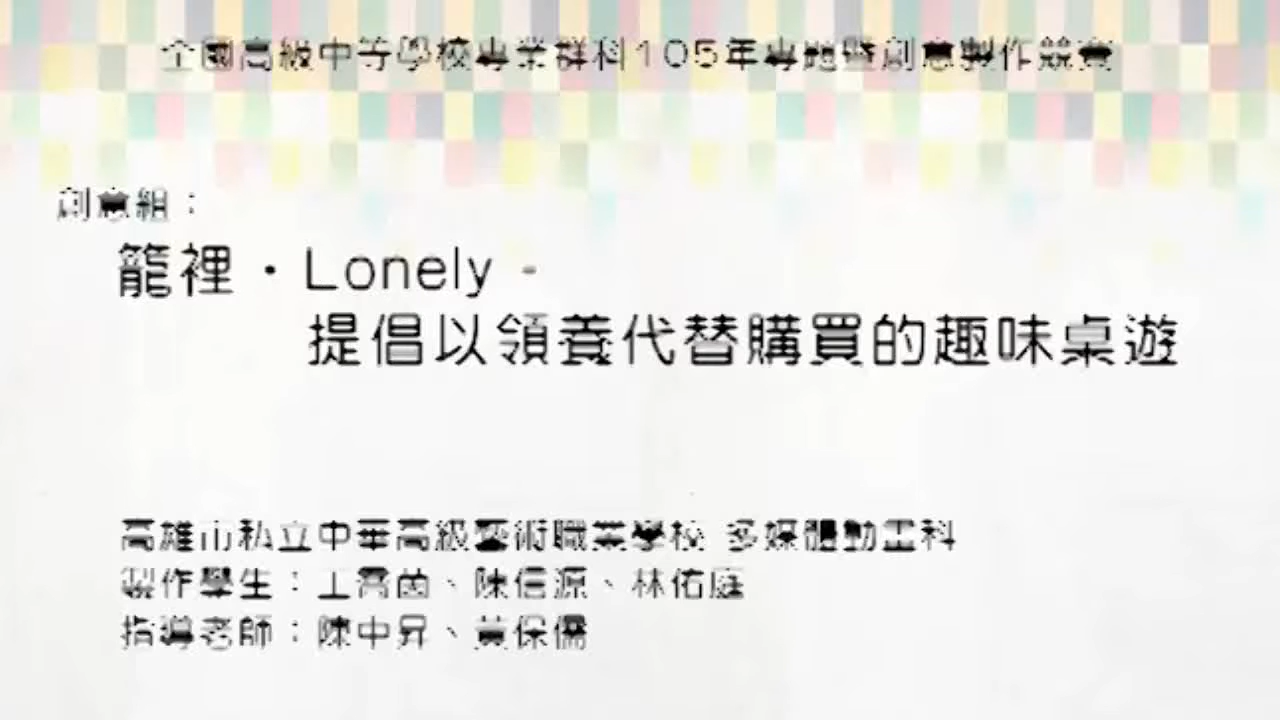 全國高級中等學校專業群科105年專題暨創意製作競賽
創意組:
籠裡·Lonely -
提倡以領養代替購買的趣味桌遊
高雄市私立中華高級藝術職業學校 多媒體動畫科
製作學生:王喬茵、陳信源、林佑庭
指導老師:陳中昇、黃保儒